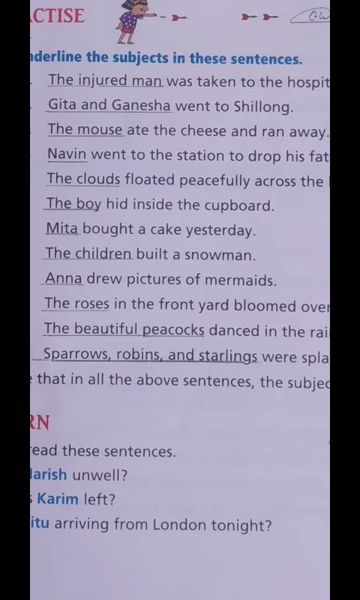 ACTISE
nderline the subjects in these sentences.
The injured man was taken to the hospit
Gita and Ganesha went to Shillong.
The mouse ate the cheese and ran away.
Navin went to the station to drop his fat
The clouds floated peacefully across the
The boy hid inside the cupboard.
Mita bought a cake yesterday.
The children built a snowman.
Anna drew pictures of mermaids.
The roses in the front yard bloomed over
The beautiful peacocks danced in the rai
Sparrows, robins, and starlings were spla
that in all the above sentences, the subjec
RN
read these sentences.
Harish unwell?
s Karim left?
itu arriving from London tonight?